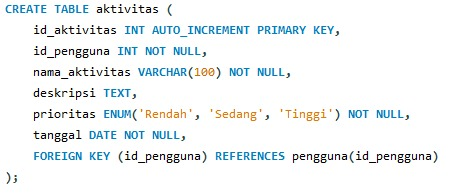 CREATE TABLE aktivitas (
    id_aktivitas INT AUTO_INCREMENT PRIMARY KEY,
    id_pengguna INT NOT NULL,
    nama_aktivitas VARCHAR(100) NOT NULL,
    deskripsi TEXT,
    prioritas ENUM('Rendah', 'Sedang', 'Tinggi') NOT NULL,
    tanggal DATE NOT NULL,
    FOREIGN KEY (id_pengguna) REFERENCES pengguna(id_pengguna)
);